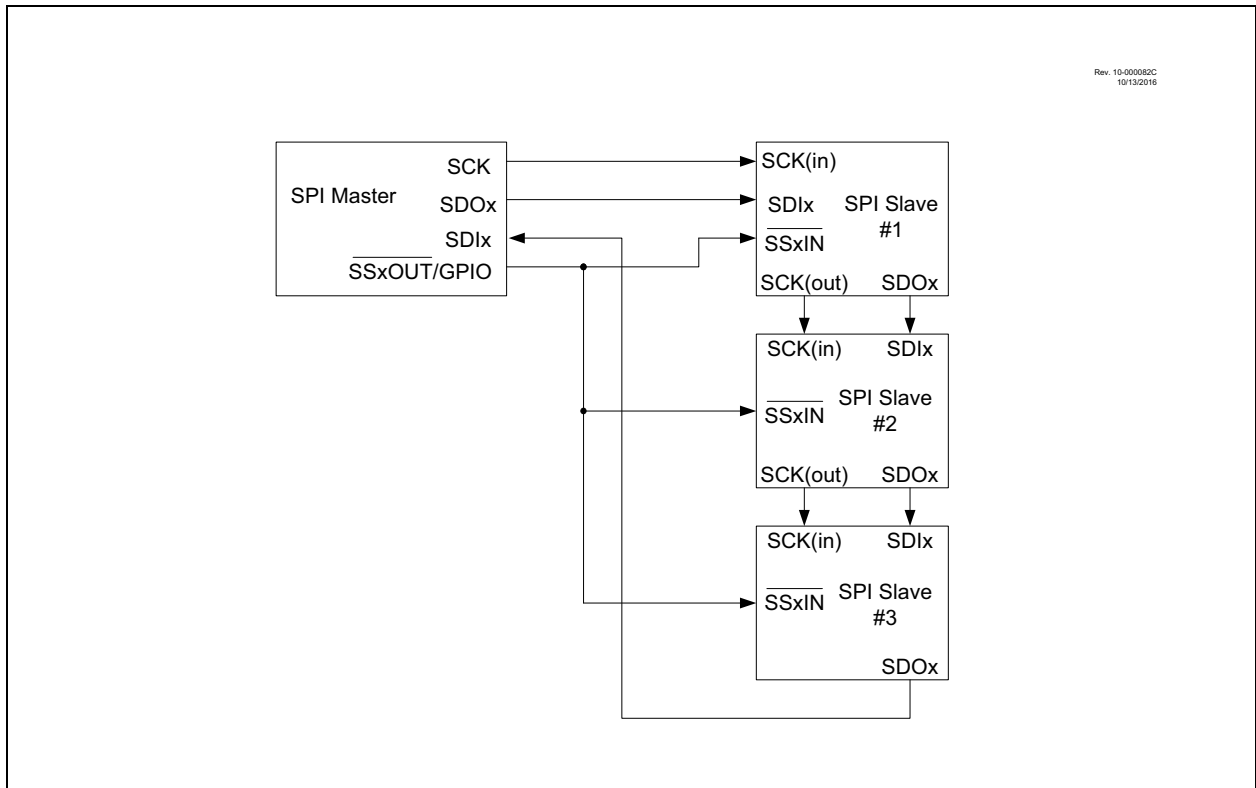 Rev. 10-000082C
10/13/2016
SPI Master
SCK
SDOx
SDIx
SSxOUT/GPIO
SCK(in)
SDIx
SPI Slave
#1
SSxIN
SCK(out) SDOx
SCK(in) SDIx
SPI Slave
#2
SSxIN
SCK(out) SDOx
SCK(in) SDIx
SPI Slave
#3
SSxIN
SDOx